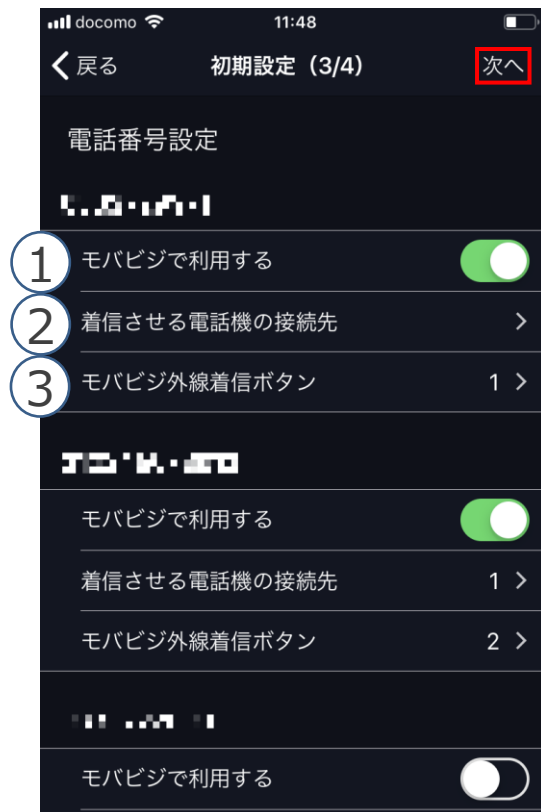 docomo 11:48
戻る 初期設定（3/4） 次へ
電話番号設定
1 モバビジで利用する
2 着信させる電話機の接続先
3 モバビジ外線着信ボタン 1
モバビジで利用する
着信させる電話機の接続先 1
モバビジ外線着信ボタン 2
モバビジで利用する